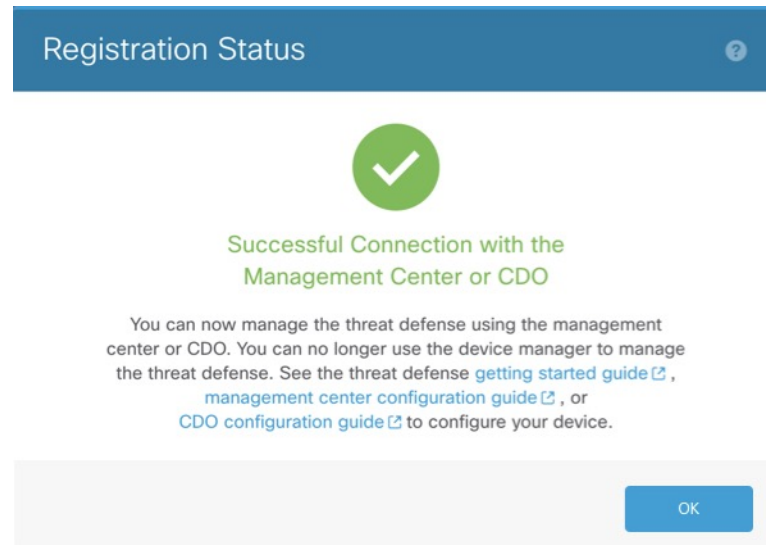 Registration Status ?
Successful Connection with the
Management Center or CDO
You can now manage the threat defense using the management
center or CDO. You can no longer use the device manager to manage
the threat defense. See the threat defense getting started guide ,
management center configuration guide , or
CDO configuration guide to configure your device.
OK